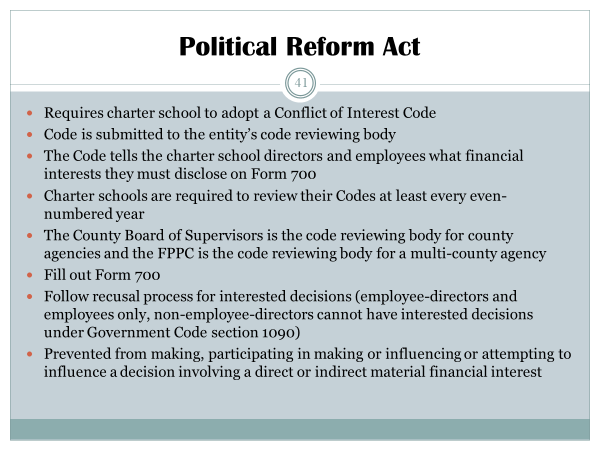 Political Reform Act
41
• Requires charter school to adopt a Conflict of Interest Code
• Code is submitted to the entity's code reviewing body
• The Code tells the charter school directors and employees what financial
interests they must disclose on Form 700
• Charter schools are required to review their Codes at least every even-
numbered year
• The County Board of Supervisors is the code reviewing body for county
agencies and the FPPC is the code reviewing body for a multi-county agency
• Fill out Form 700
• Follow recusal process for interested decisions (employee-directors and
employees only, non-employee-directors cannot have interested decisions
under Government Code section 1090)
• Prevented from making, participating in making or influencing or attempting to
influence a decision involving a direct or indirect material financial interest